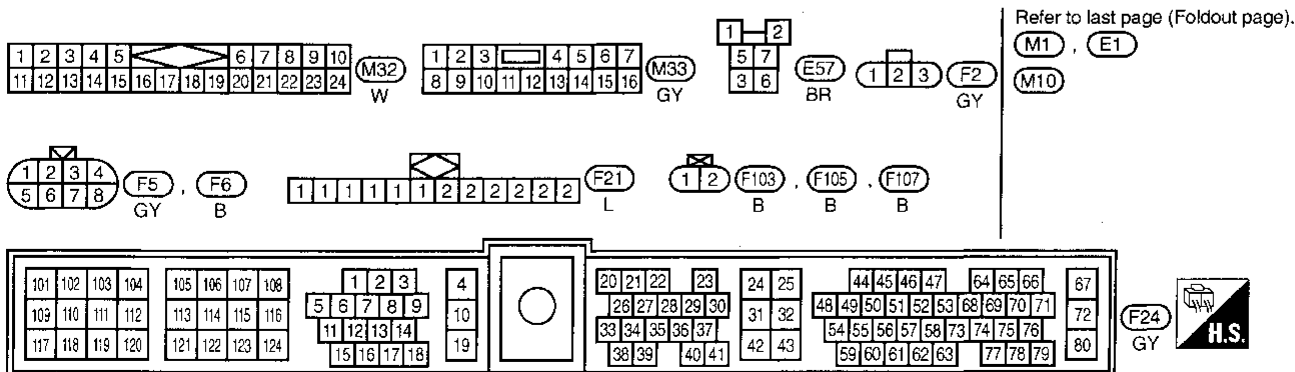 Refer to last page (Foldout page).
M1 , E1
M10
1 2 3 4 5 6 7 8 9 10
11 12 13 14 15 16 17 18 19 20 21 22 23 24
M32
W
1 2 3 4 5 6 7
8 9 10 11 12 13 14 15 16
M33
GY
1 2
5 7
3 6
E57
BR
1 2 3
F2
GY
1 2 3 4
5 6 7 8
F5 , F6
GY B
1 1 1 1 1 1 2 2 2 2 2 2
F21
L
1 2
F103 , F105 , F107
B B B
101 102 103 104 105 106 107 108 1 2 3 4 20 21 22 23 24 25 44 45 46 47 64 65 66 67
5 6 7 8 9 26 27 28 29 30 48 49 50 51 52 53 68 69 70 71
109 110 111 112 113 114 115 116 10 31 32 72
11 12 13 14 33 34 35 36 37 54 55 56 57 58 73 74 75 76
117 118 119 120 121 122 123 124 15 16 17 18 19 38 39 40 41 42 43 59 60 61 62 63 77 78 79 80
F24
GY
H.S.